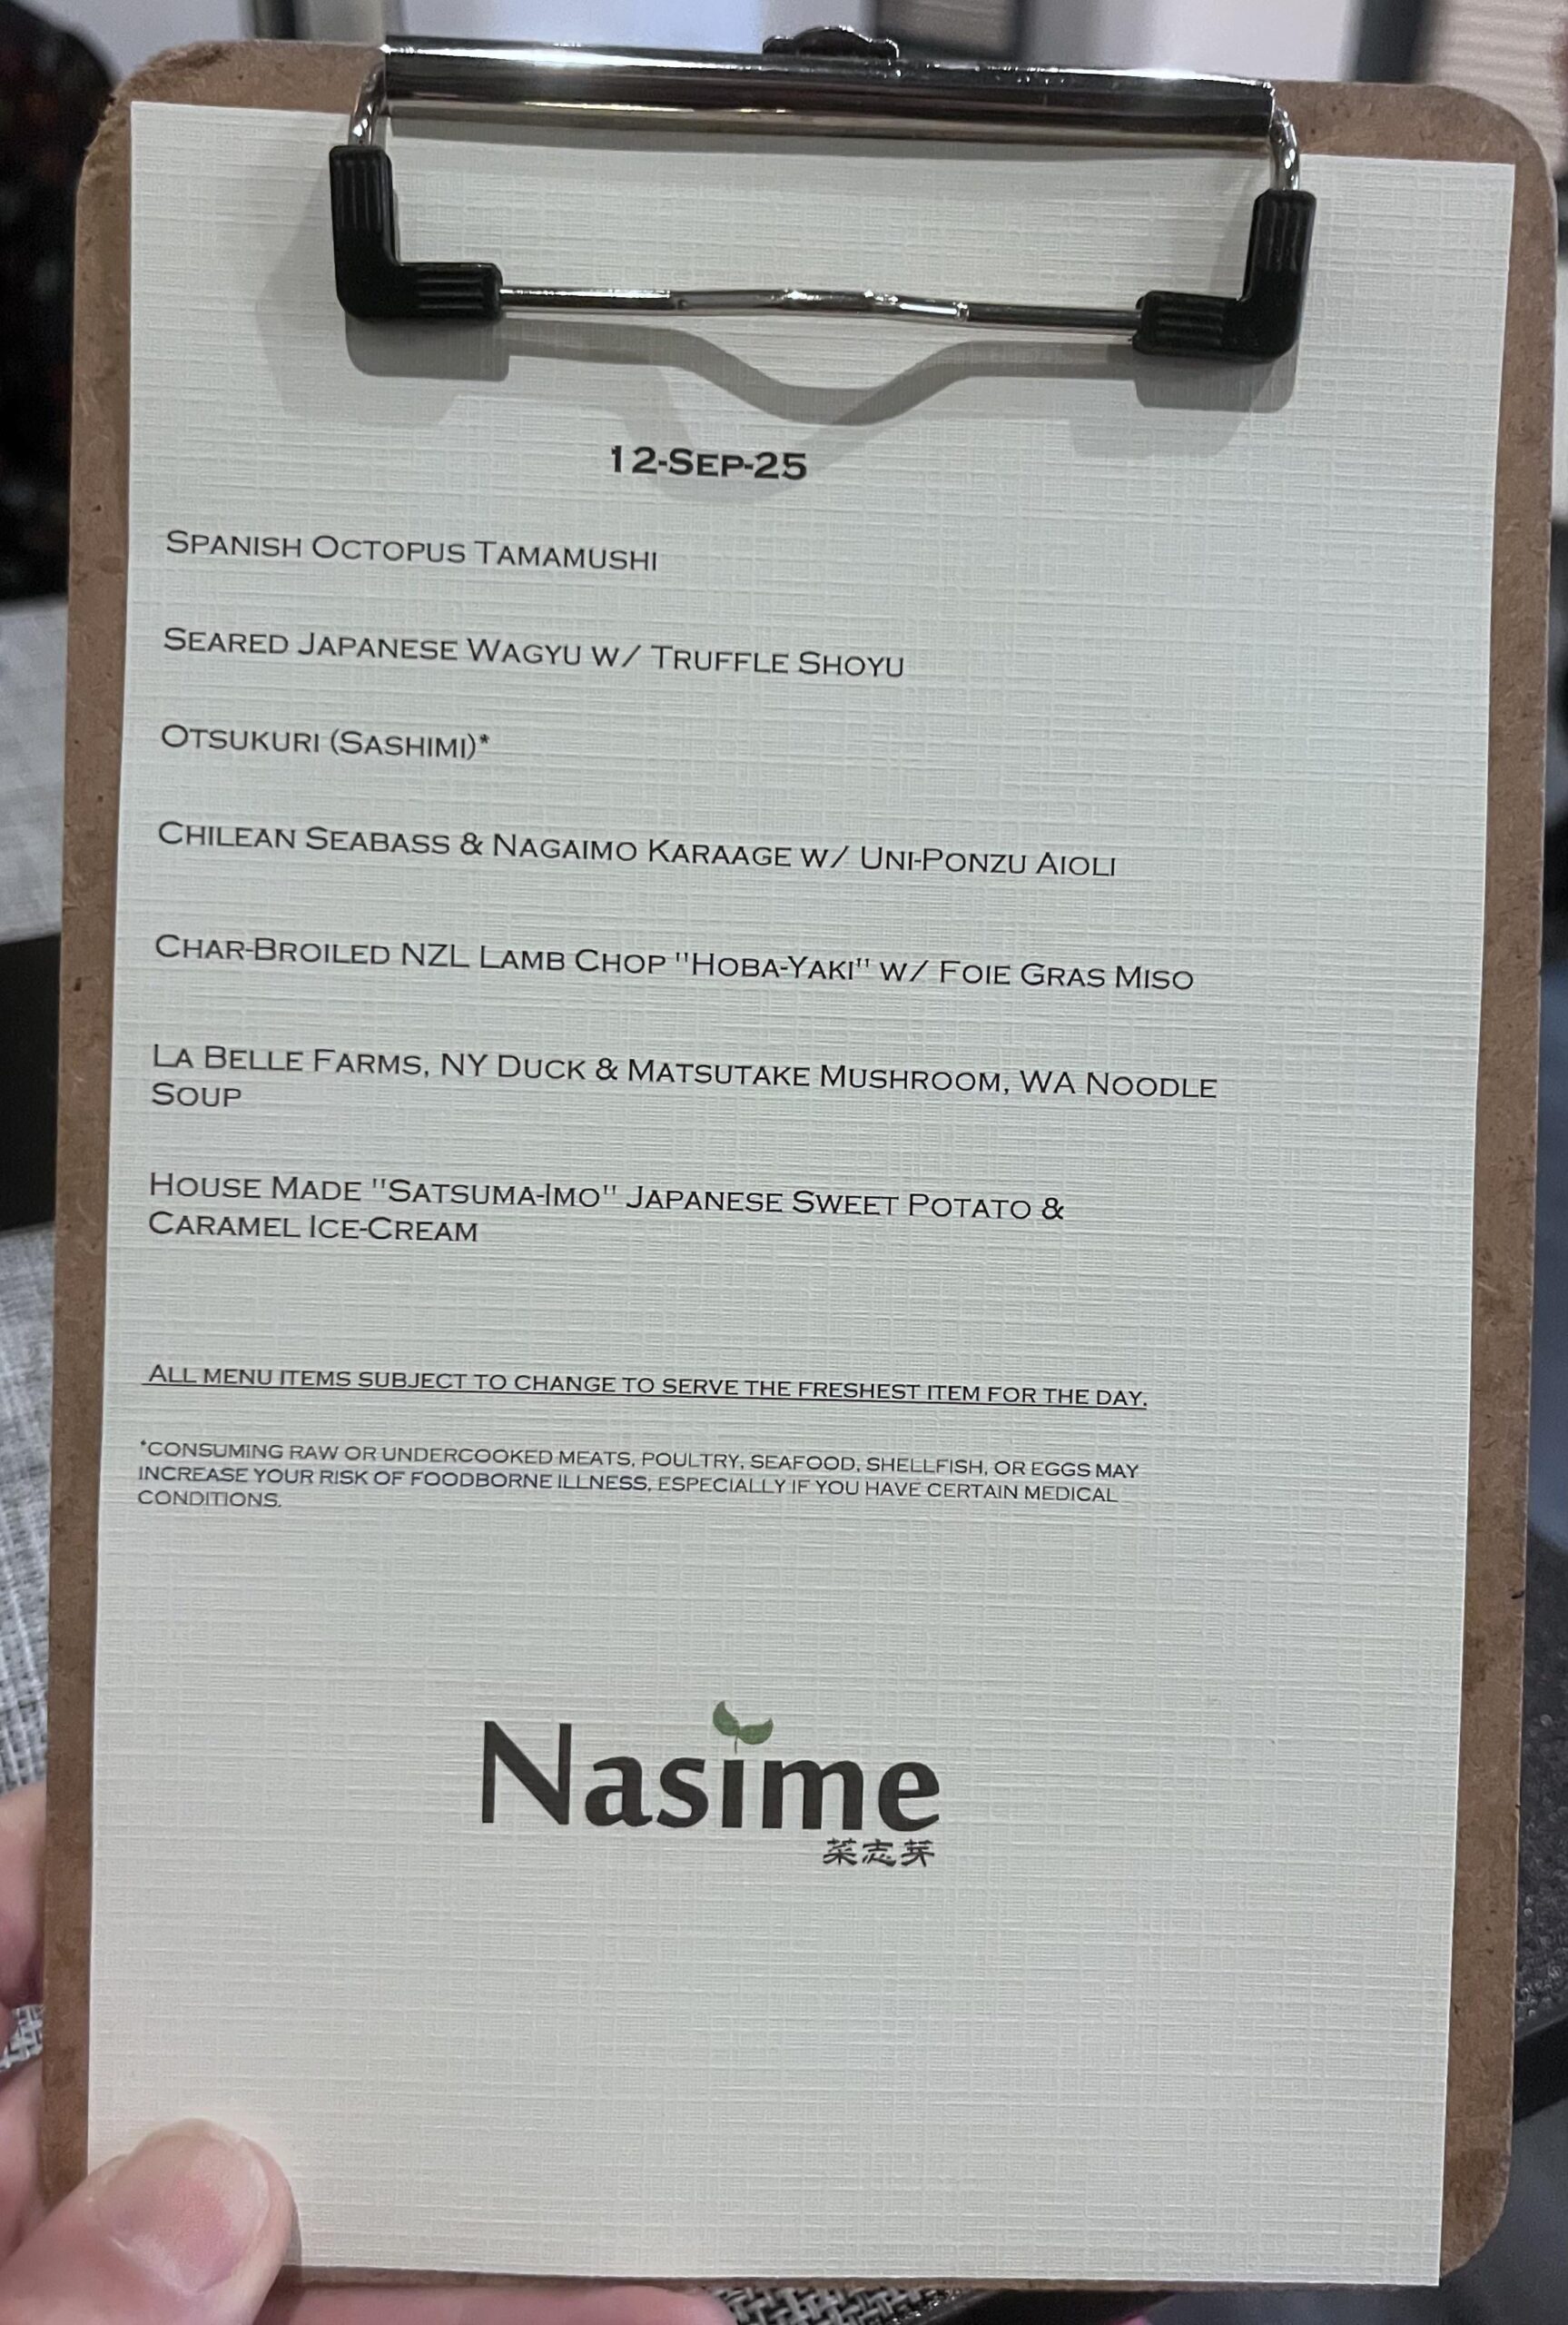 12-Sep-25
Spanish Octopus Tamamushi
Seared Japanese Wagyu w/ Truffle Shoyu
Otsukuri (Sashimi)*
Chilean Seabass & Nagaimo Karaage w/ Uni-Ponzu Aioli
Char-Broiled NZL Lamb Chop "Hoba-Yaki" w/ Foie Gras Miso
La Belle Farms, NY Duck & Matsutake Mushroom, WA Noodle
Soup
House Made "Satsuma-Imo" Japanese Sweet Potato &
Caramel Ice-Cream
All menu items subject to change to serve the freshest item for the day.
*consuming raw or undercooked meats, poultry, seafood, shellfish, or eggs may
increase your risk of foodborne illness, especially if you have certain medical
conditions.
Nasime
菜志芽